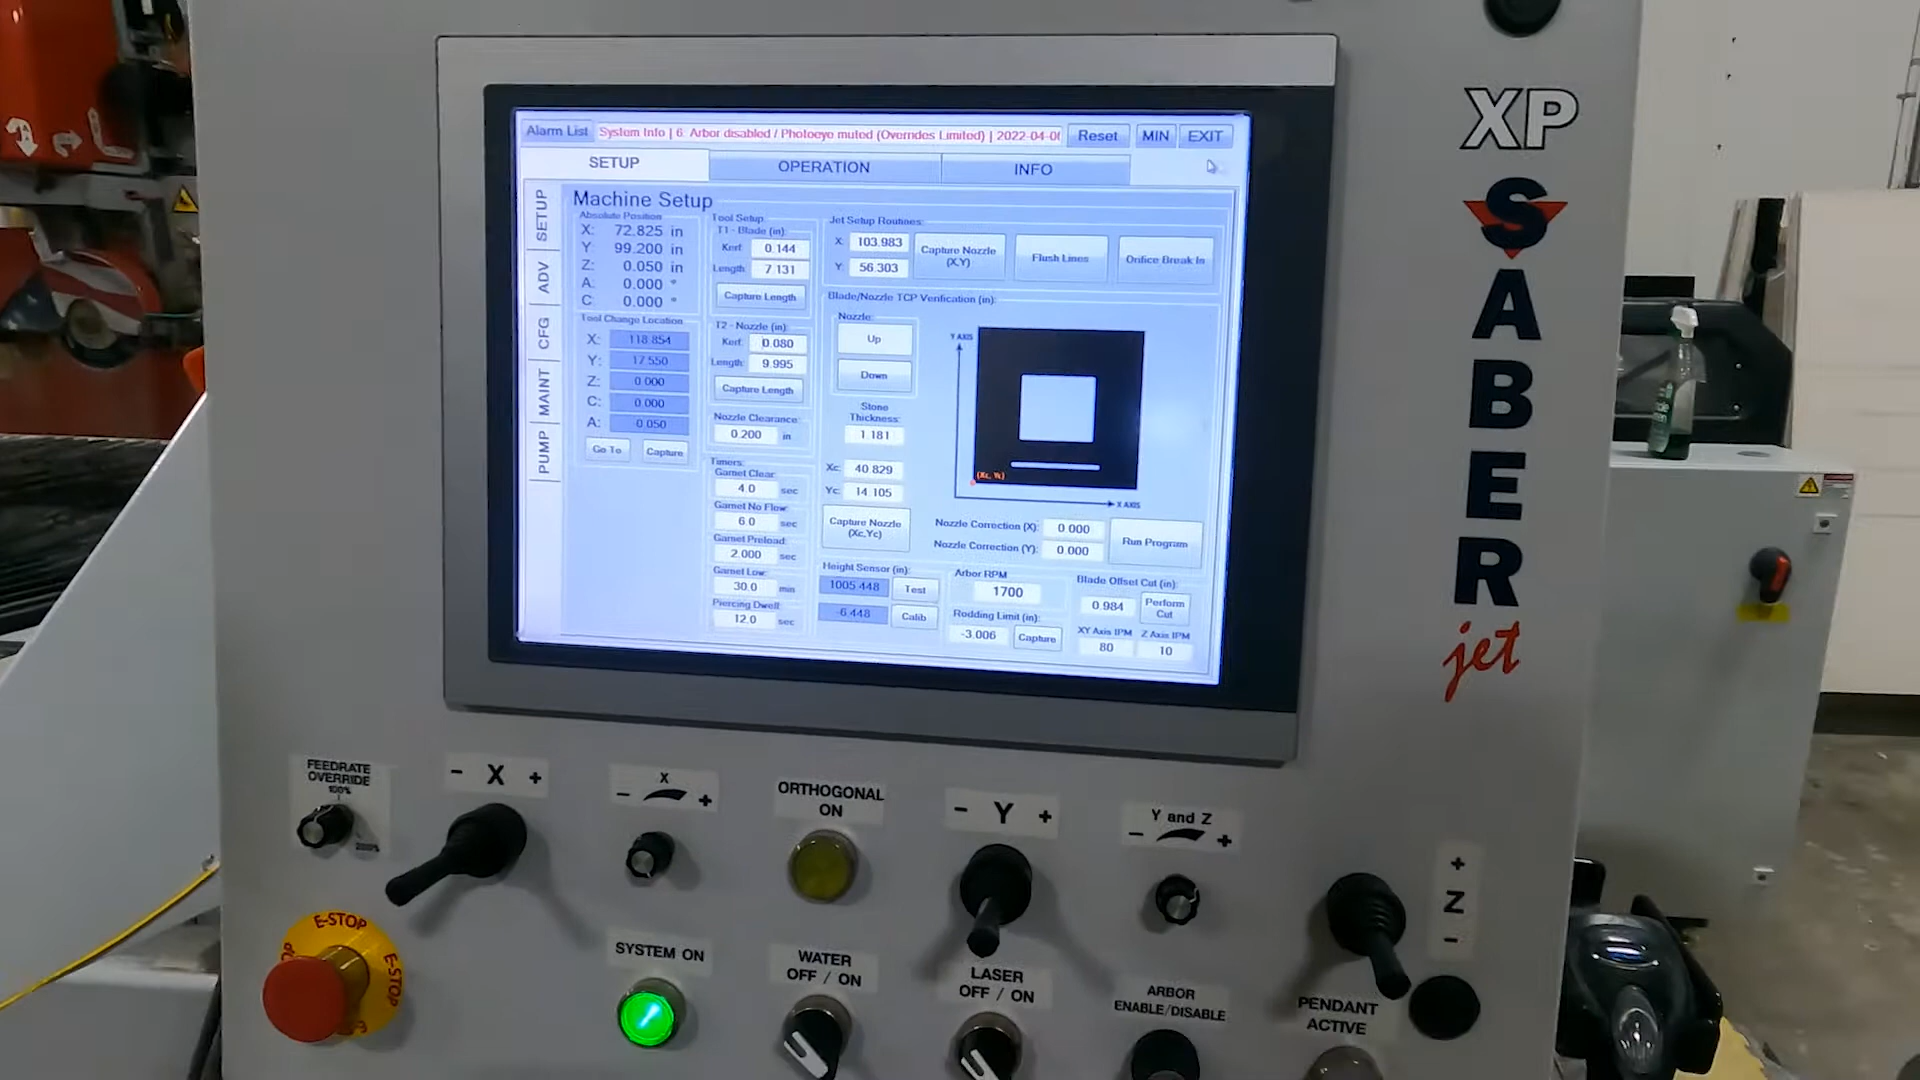 Alarm List System Info | 6: Arbor disabled / Photoeye muted (Overrides Limited) | 2022-04-0 Reset MIN EXIT
SETUP OPERATION INFO
SETUP
ADV
CFG
MAINT
PUMP
Machine Setup
Absolute Position
X: 72.825 in
Y: 99.200 in
Z: 0.050 in
A: 0.000 °
C: 0.000 °
Tool Change Location
X: 118.854
Y: 17.550
Z: 0.000
C: 0.000
A: -0.050
Go To Capture
Tool Setup:
T1 - Blade (in):
Kerf: 0.144
Length: 7.131
Capture Length
T2 - Nozzle (in):
Kerf: 0.080
Length: 9.995
Capture Length
Nozzle Clearance:
0.200 in
Timers:
Garnet Clear:
4.0 sec
Garnet No Flow:
6.0 sec
Garnet Preload:
2.000 sec
Garnet Low:
30.0 min
Piercing Dwell:
12.0 sec
Jet Setup Routines:
X: 103.983
Y: 56.303
Capture Nozzle
(X,Y)
Flush Lines
Orifice Break In
Blade/Nozzle TCP Verification (in):
Nozzle:
Up
Down
Stone
Thickness:
1.181
Xc: 40.829
Yc: 14.105
Capture Nozzle
(Xc,Yc)
Y AXIS
(Xc, Yc)
X AXIS
Nozzle Correction (X): 0.000
Nozzle Correction (Y): 0.000
Run Program
Height Sensor (in):
1005.448 Test
-6.448 Calib
Arbor RPM
1700
Rodding Limit (in):
-3.006 Capture
Blade Offset Cut (in):
0.984 Perform
Cut
XY Axis IPM Z Axis IPM
80 10
XP
SABER
jet
FEEDRATE
OVERRIDE
100%
200%
- X +
X
- +
ORTHOGONAL
ON
- Y +
Y and Z
- +
+
Z
-
E-STOP
E-STOP
SYSTEM ON
WATER
OFF / ON
LASER
OFF / ON
ARBOR
ENABLE/DISABLE
PENDANT
ACTIVE